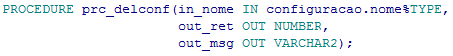 PROCEDURE prc_delconf(in_nome IN configuracao.nome%TYPE,
out_ret OUT NUMBER,
out_msg OUT VARCHAR2);